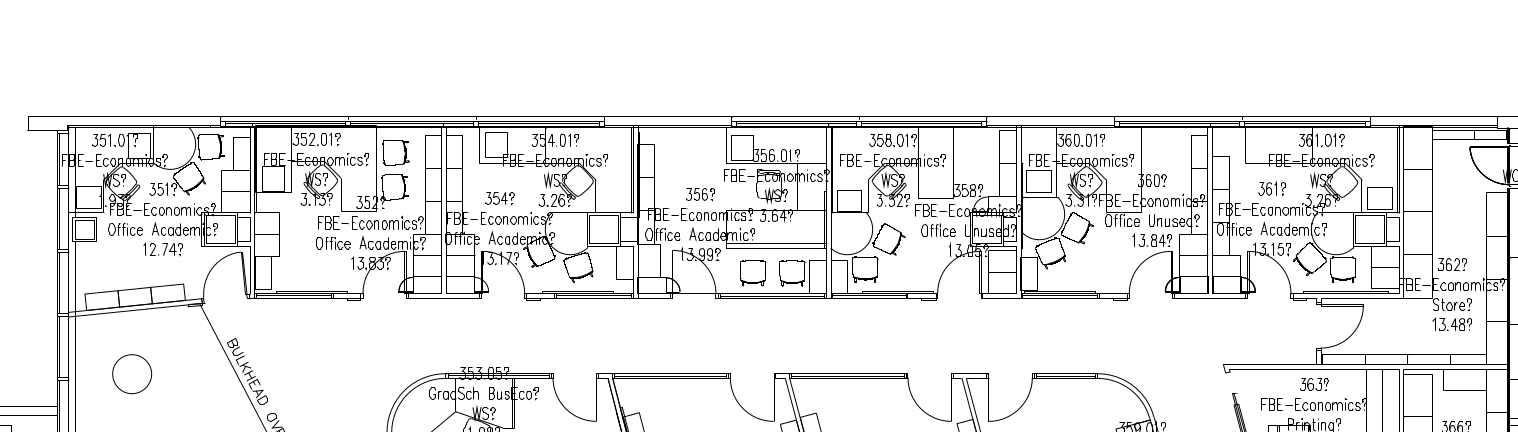 351.01?
FBE-Economics?
WS?
.93?
351?
FBE-Economics?
Office Academic?
12.74?
352.01?
FBE-Economics?
WS?
3.13?
352?
FBE-Economics?
Office Academic?
13.83?
354.01?
FBE-Economics?
WS?
3.26?
354?
FBE-Economics?
Office Academic?
13.17?
356.01?
FBE-Economics?
WS?
3.64?
356?
FBE-Economics?
Office Academic?
13.99?
358.01?
FBE-Economics?
WS?
3.32?
358?
FBE-Economics?
Office Unused?
13.05?
360.01?
FBE-Economics?
WS?
3.31?
360?
FBE-Economics?
Office Unused?
13.84?
361.01?
FBE-Economics?
WS?
3.26?
361?
FBE-Economics?
Office Academic?
13.15?
362?
FBE-Economics?
Store?
13.48?
BULKHEAD
353.05?
GradSch BusEco?
WS?
359.01?
363?
FBE-Economics?
Printing?
366?